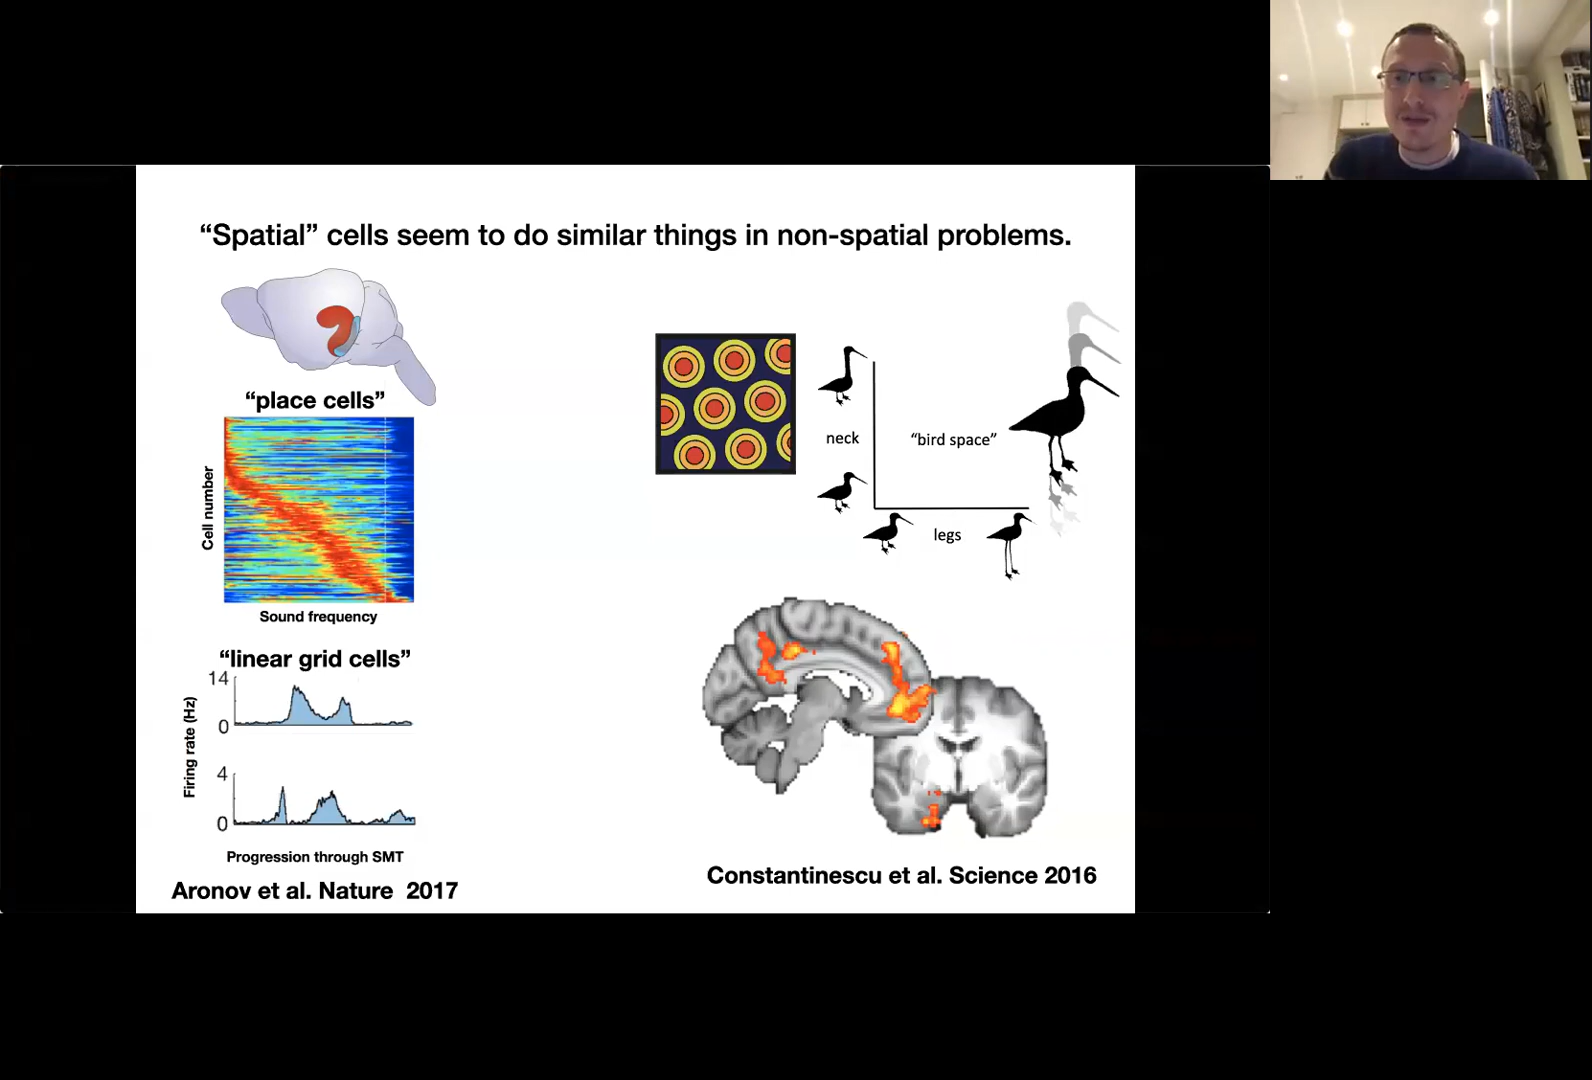 “Spatial” cells seem to do similar things in non-spatial problems.
“place cells”
Cell number
Sound frequency
“linear grid cells”
14
0
Firing rate (Hz)
4
0
Progression through SMT
Aronov et al. Nature 2017
neck
“bird space”
legs
Constantinescu et al. Science 2016